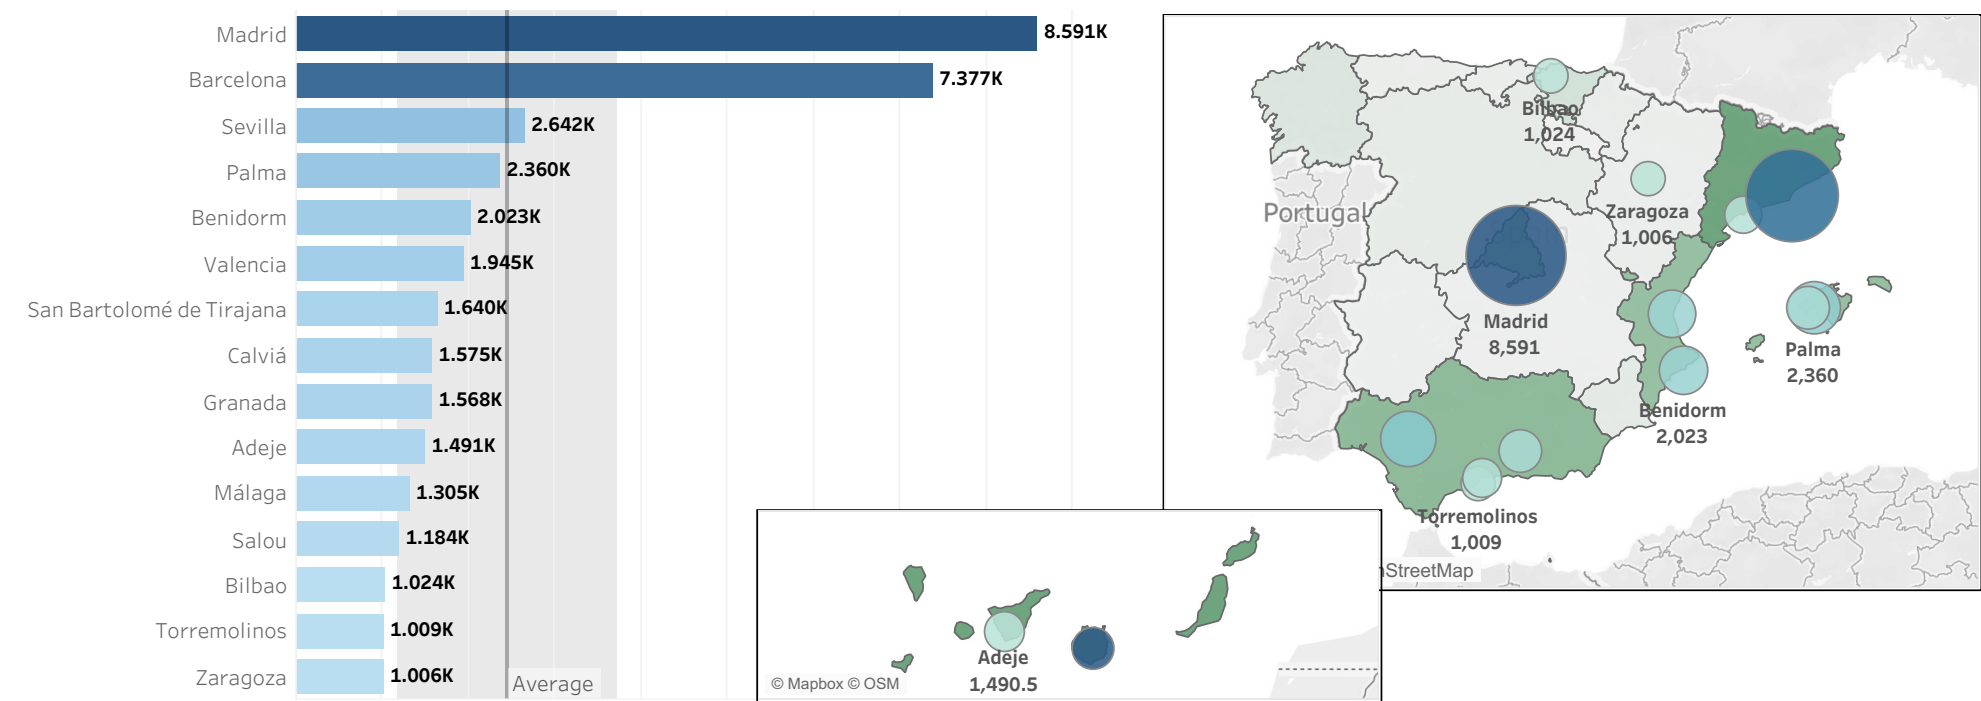 Madrid 8.591K
Barcelona 7.377K
Sevilla 2.642K
Palma 2.360K
Benidorm 2.023K
Valencia 1.945K
San Bartolomé de Tirajana 1.640K
Calviá 1.575K
Granada 1.568K
Adeje 1.491K
Málaga 1.305K
Salou 1.184K
Bilbao 1.024K
Torremolinos 1.009K
Zaragoza 1.006K
Average
Bilbao
1,024
Portugal
Zaragoza
1,006
Madrid
8,591
Palma
2,360
Benidorm
2,023
Torremolinos
1,009
nStreetMap
Adeje
1,490.5
© Mapbox © OSM